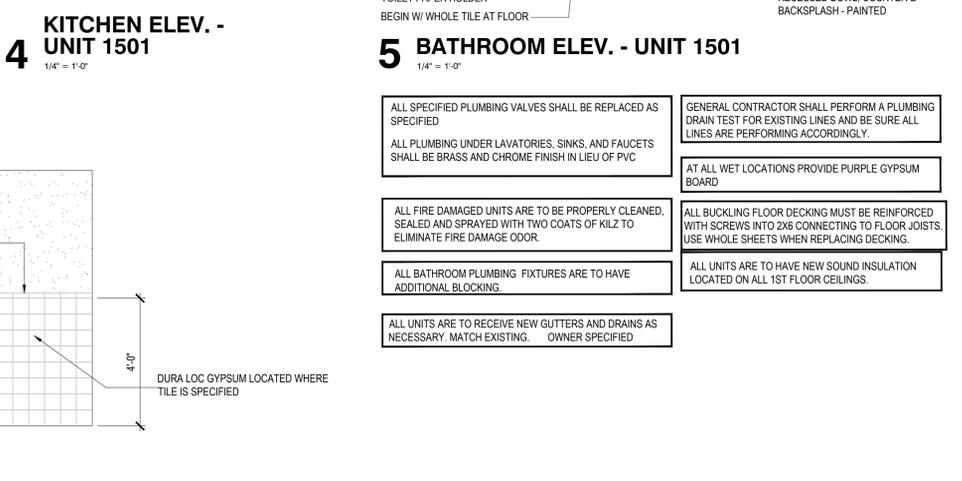 KITCHEN ELEV. -
4 UNIT 1501
1/4" = 1'-0"
BEGIN W/ WHOLE TILE AT FLOOR
BACKSPLASH - PAINTED
5 BATHROOM ELEV. - UNIT 1501
1/4" = 1'-0"
ALL SPECIFIED PLUMBING VALVES SHALL BE REPLACED AS
SPECIFIED
ALL PLUMBING UNDER LAVATORIES, SINKS, AND FAUCETS
SHALL BE BRASS AND CHROME FINISH IN LIEU OF PVC
ALL FIRE DAMAGED UNITS ARE TO BE PROPERLY CLEANED,
SEALED AND SPRAYED WITH TWO COATS OF KILZ TO
ELIMINATE FIRE DAMAGE ODOR.
ALL BATHROOM PLUMBING FIXTURES ARE TO HAVE
ADDITIONAL BLOCKING.
ALL UNITS ARE TO RECEIVE NEW GUTTERS AND DRAINS AS
NECESSARY. MATCH EXISTING. OWNER SPECIFIED
GENERAL CONTRACTOR SHALL PERFORM A PLUMBING
DRAIN TEST FOR EXISTING LINES AND BE SURE ALL
LINES ARE PERFORMING ACCORDINGLY.
AT ALL WET LOCATIONS PROVIDE PURPLE GYPSUM
BOARD
ALL BUCKLING FLOOR DECKING MUST BE REINFORCED
WITH SCREWS INTO 2X6 CONNECTING TO FLOOR JOISTS.
USE WHOLE SHEETS WHEN REPLACING DECKING.
ALL UNITS ARE TO HAVE NEW SOUND INSULATION
LOCATED ON ALL 1ST FLOOR CEILINGS.
4'-0"
DURA LOC GYPSUM LOCATED WHERE
TILE IS SPECIFIED